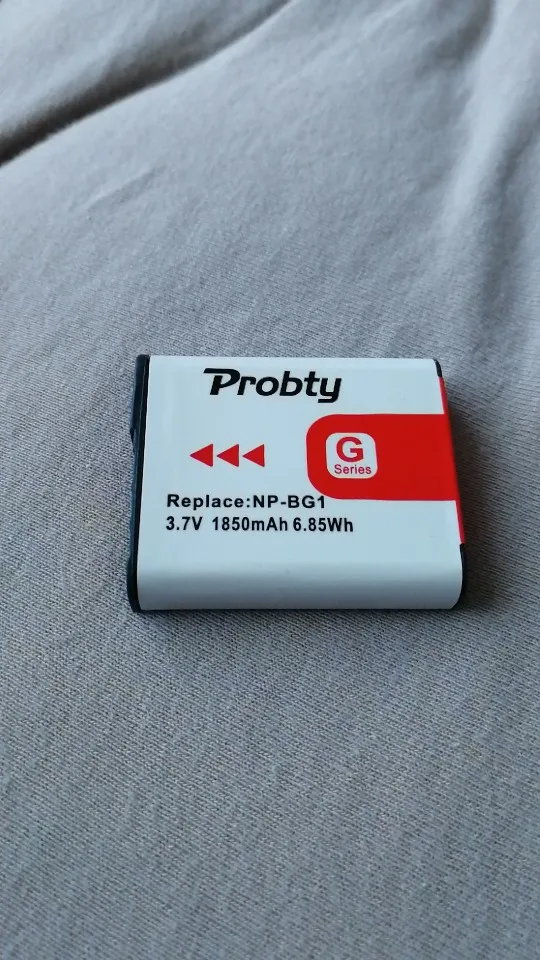 Probty
G
Series
Replace:NP-BG1
3.7V 1850mAh 6.85Wh